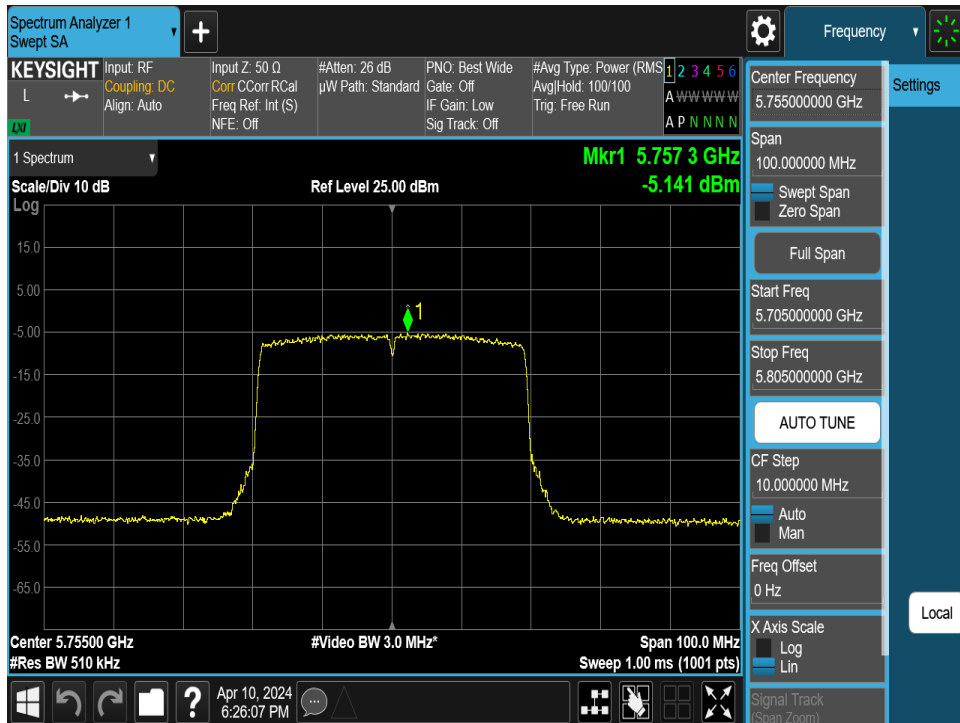 Spectrum Analyzer 1
Swept SA
+
Frequency
KEYSIGHT
L
LXI
Input: RF
Coupling: DC
Align: Auto
Input Z: 50 Ω
Corr CCorr RCal
Freq Ref: Int (S)
NFE: Off
#Atten: 26 dB
µW Path: Standard
PNO: Best Wide
Gate: Off
IF Gain: Low
Sig Track: Off
#Avg Type: Power (RMS
Avg|Hold: 100/100
Trig: Free Run
1 2 3 4 5 6
A W W W W W
A P N N N N
1 Spectrum
Scale/Div 10 dB
Log
Ref Level 25.00 dBm
Mkr1 5.757 3 GHz
-5.141 dBm
15.0
5.00
-5.00
-15.0
-25.0
-35.0
-45.0
-55.0
-65.0
1
Center 5.75500 GHz
#Res BW 510 kHz
#Video BW 3.0 MHz*
Span 100.0 MHz
Sweep 1.00 ms (1001 pts)
Center Frequency
5.755000000 GHz
Span
100.000000 MHz
Swept Span
Zero Span
Full Span
Start Freq
5.705000000 GHz
Stop Freq
5.805000000 GHz
AUTO TUNE
CF Step
10.000000 MHz
Auto
Man
Freq Offset
0 Hz
X Axis Scale
Log
Lin
Signal Track
(Span Zoom)
Settings
Local
?
Apr 10, 2024
6:26:07 PM